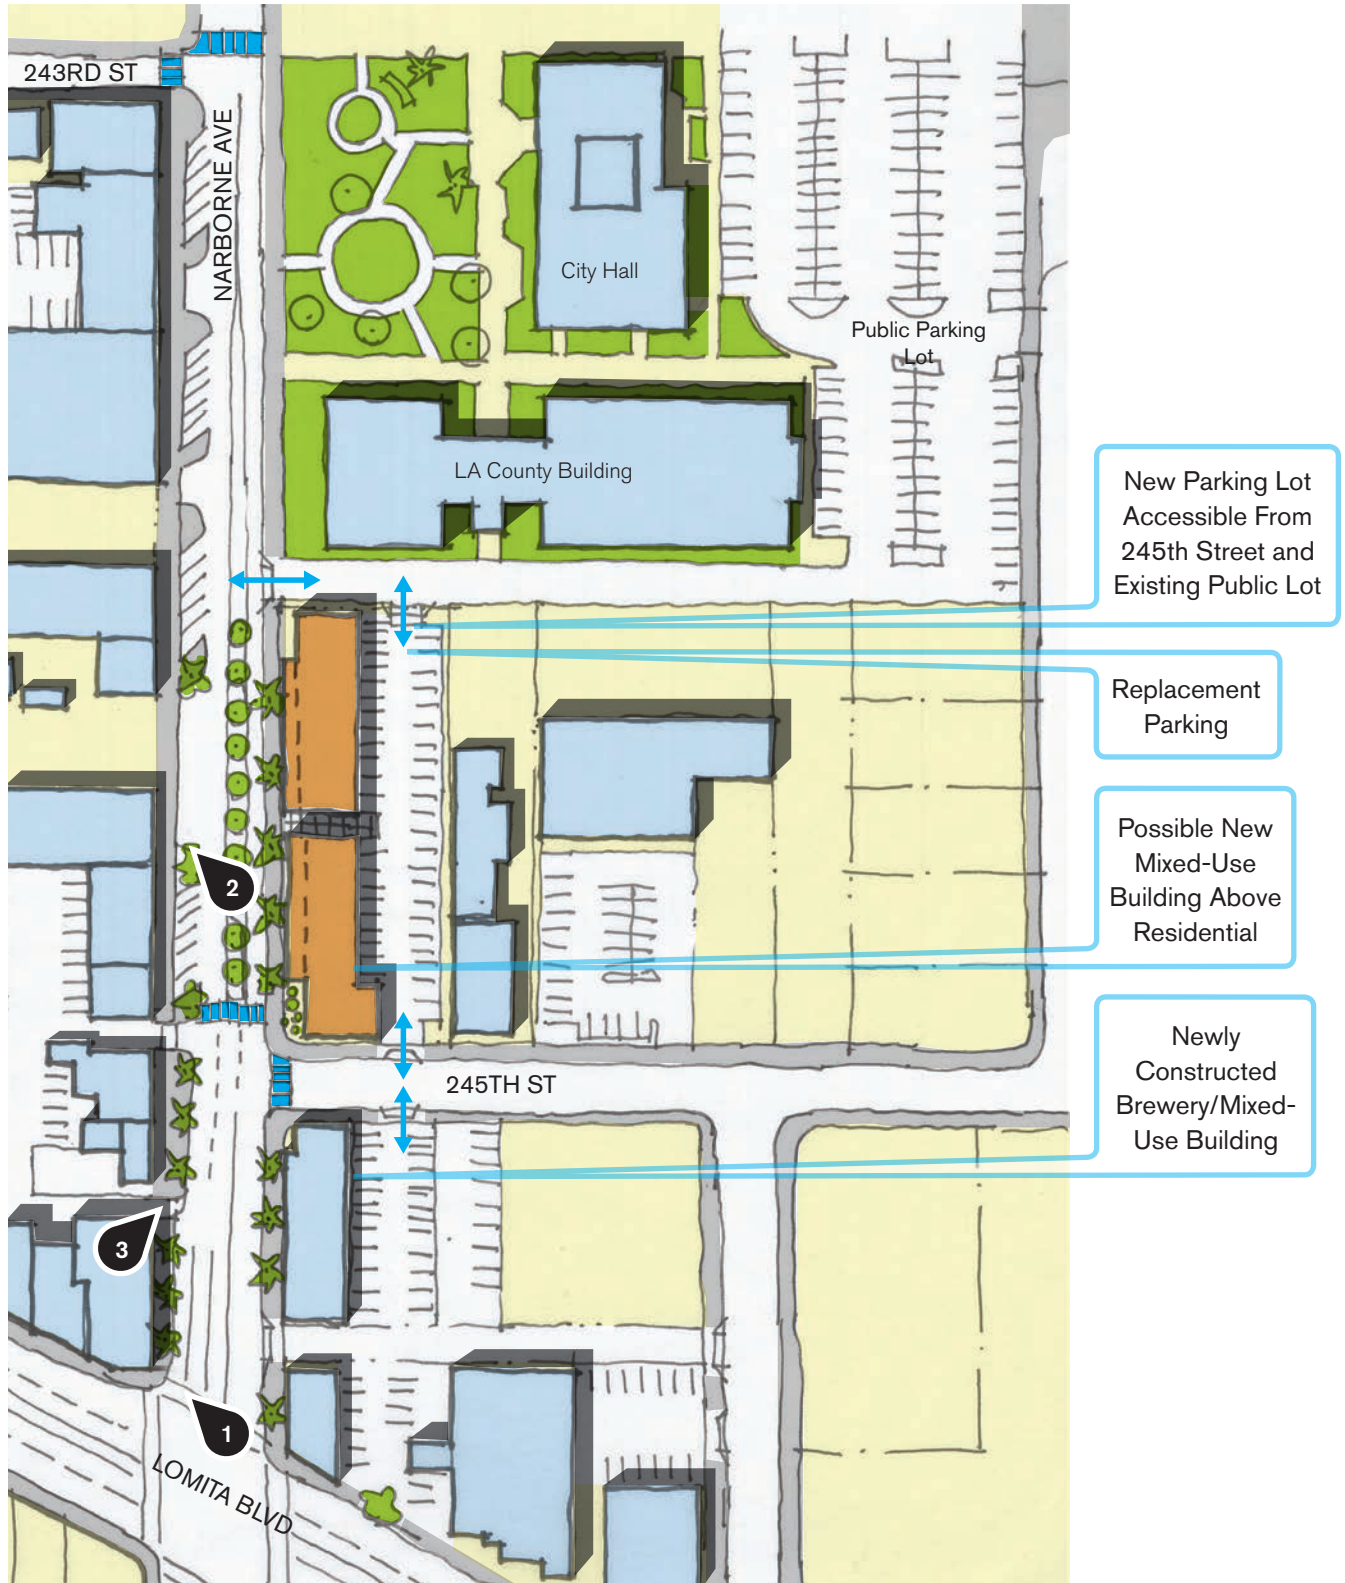 243RD ST
NARBORNE AVE
City Hall
Public Parking
Lot
LA County Building
New Parking Lot
Accessible From
245th Street and
Existing Public Lot
Replacement
Parking
Possible New
Mixed-Use
Building Above
Residential
2
Newly
Constructed
Brewery/Mixed-
Use Building
245TH ST
3
1
LOMITA BLVD